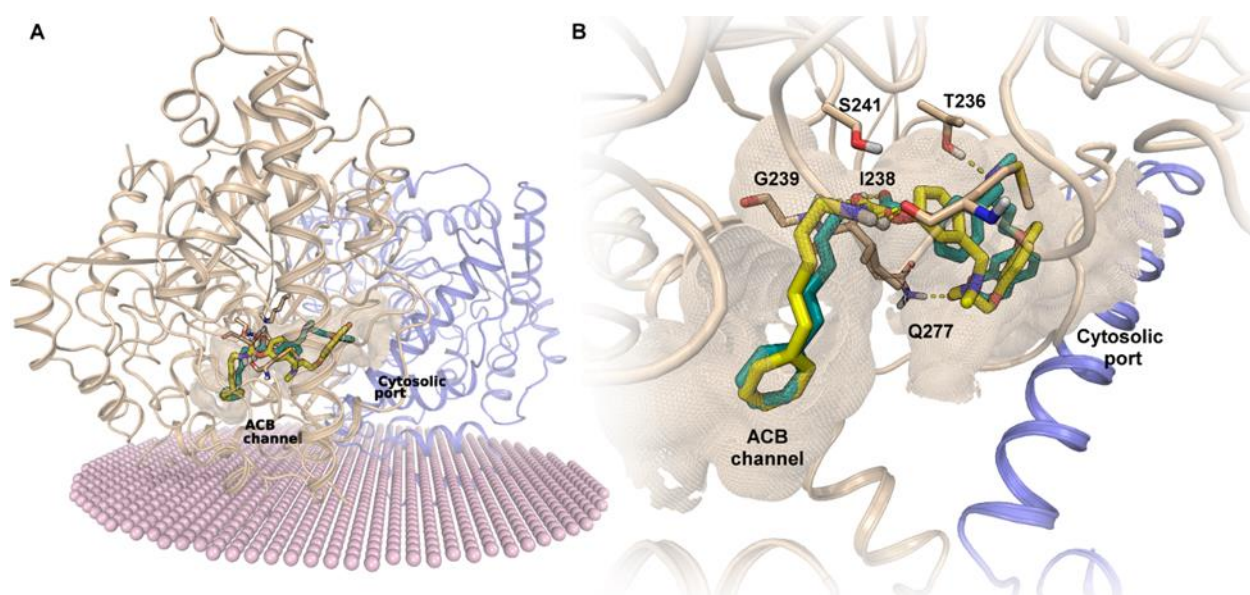 A
Cytosolic
port
ACB
channel
B
S241
T236
G239
I238
Q277
Cytosolic
port
ACB
channel